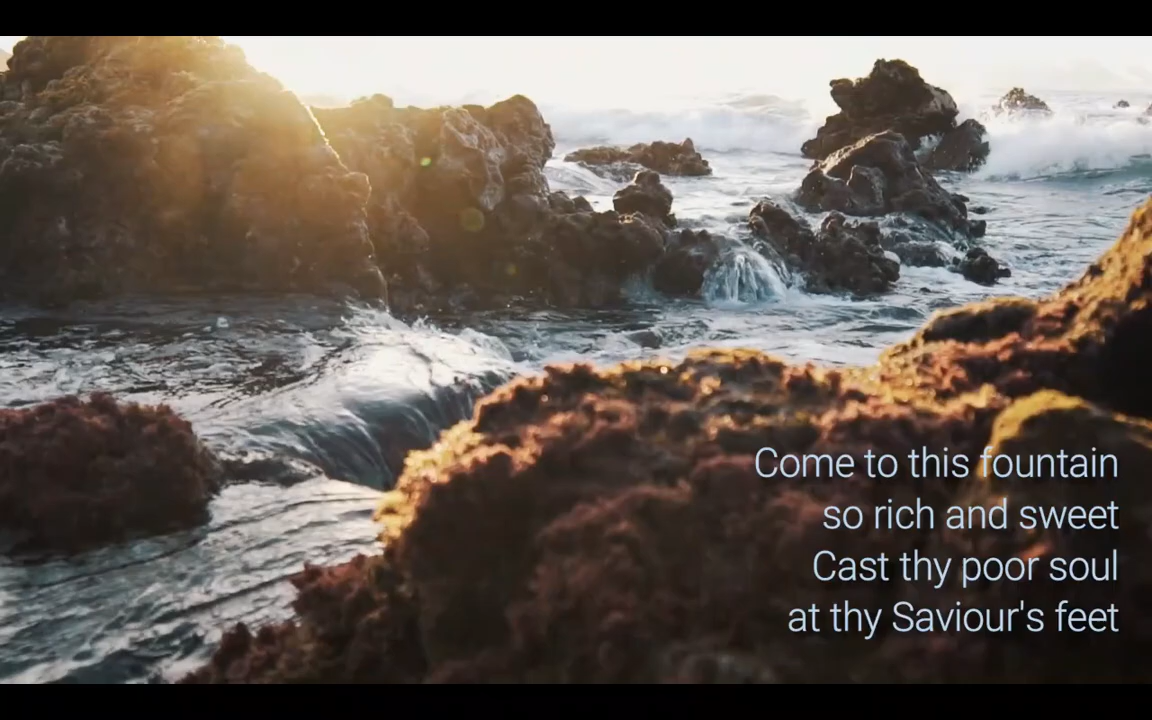 Come to this fountain
so rich and sweet
Cast thy poor soul
at thy Saviour's feet